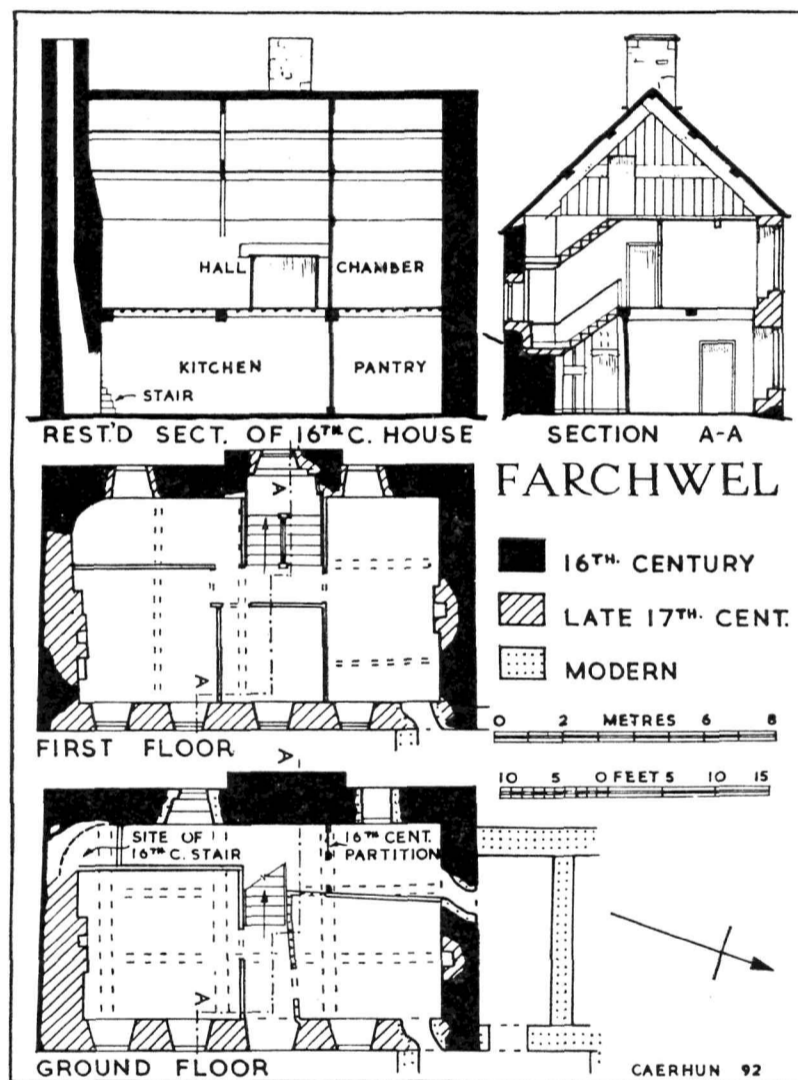 HALL CHAMBER
KITCHEN PANTRY
STAIR
REST'D SECT. OF 16TH C. HOUSE
SECTION A-A
FARCHWEL
16TH. CENTURY
LATE 17TH. CENT.
MODERN
0 2 METRES 6 8
10 5 0 FEET 5 10 15
A
A
FIRST FLOOR
A
SITE OF
16TH C. STAIR
16TH CENT.
PARTITION
A
GROUND FLOOR
CAERHUN 92